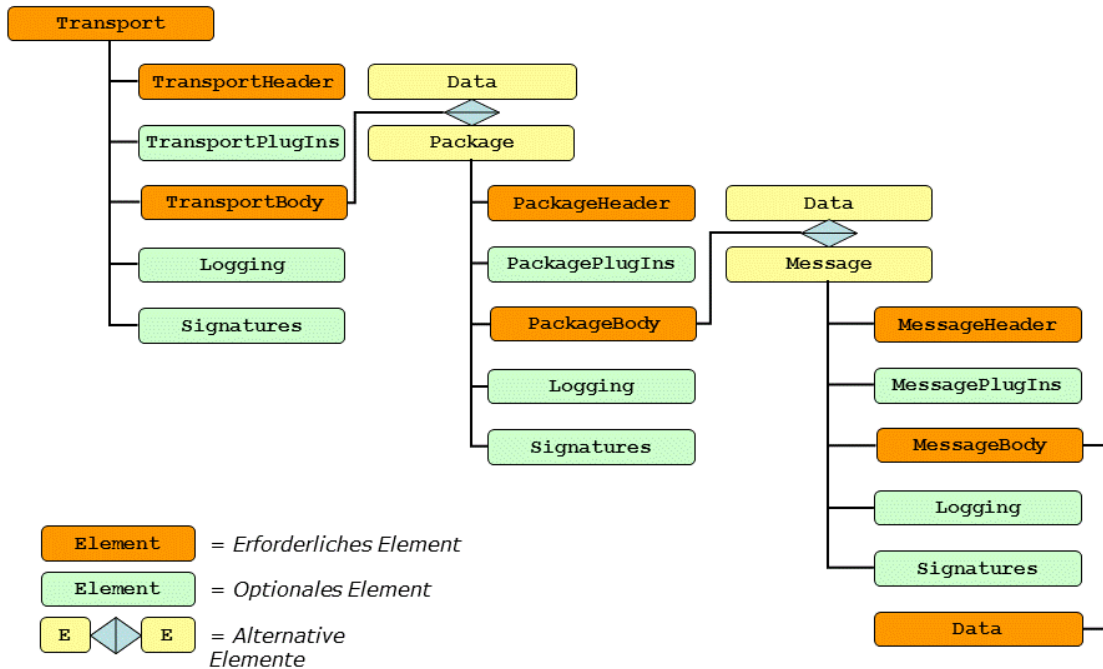 Transport
TransportHeader
TransportPlugIns
TransportBody
Logging
Signatures
Data
Package
PackageHeader
PackagePlugIns
PackageBody
Logging
Signatures
Data
Message
MessageHeader
MessagePlugIns
MessageBody
Logging
Signatures
Data
Element = Erforderliches Element
Element = Optionales Element
E E = Alternative
Elemente